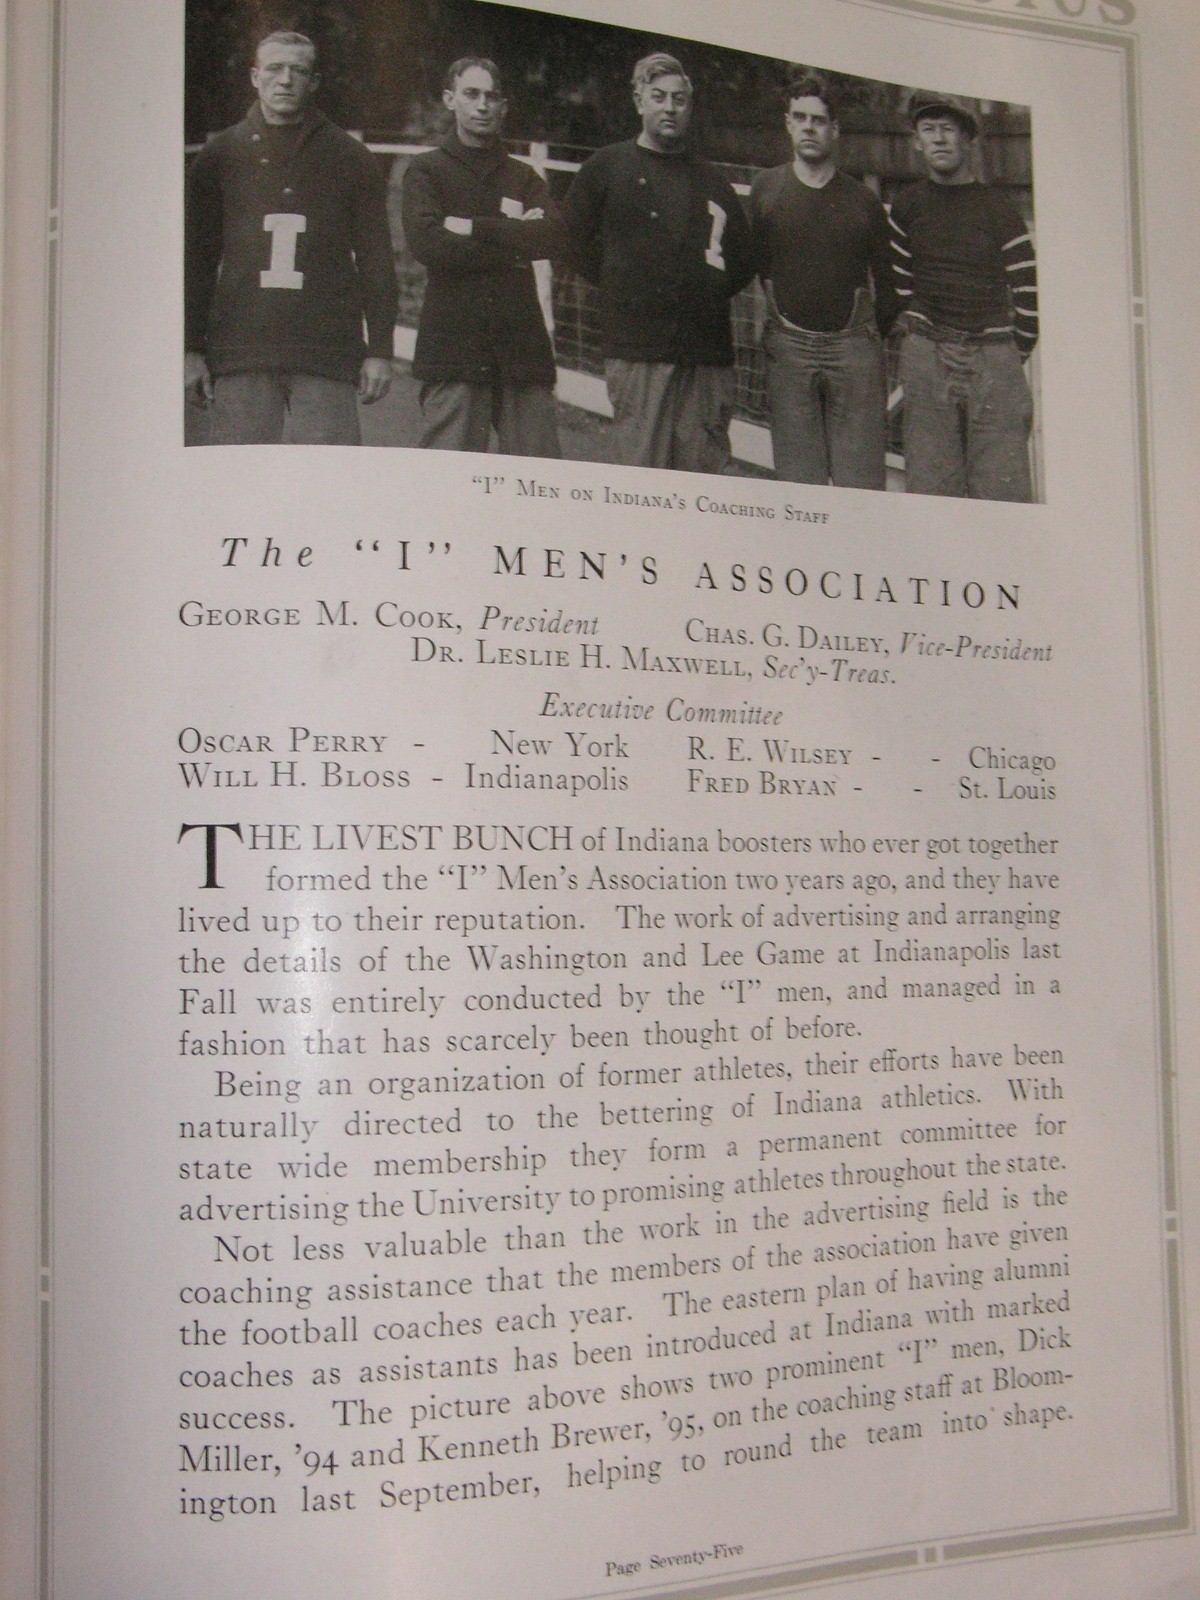 I
"I" MEN ON INDIANA'S COACHING STAFF
The "I" MEN'S ASSOCIATION
GEORGE M. COOK, President CHAS. G. DAILEY, Vice-President
DR. LESLIE H. MAXWELL, Sec'y-Treas.
Executive Committee
OSCAR PERRY - New York R. E. WILSEY - - Chicago
WILL H. BLOSS - Indianapolis FRED BRYAN - - St. Louis
THE LIVEST BUNCH of Indiana boosters who ever got together
formed the "I" Men's Association two years ago, and they have
lived up to their reputation. The work of advertising and arranging
the details of the Washington and Lee Game at Indianapolis last
Fall was entirely conducted by the "I" men, and managed in a
fashion that has scarcely been thought of before.
Being an organization of former athletes, their efforts have been
naturally directed to the bettering of Indiana athletics. With
state wide membership they form a permanent committee for
advertising the University to promising athletes throughout the state.
Not less valuable than the work in the advertising field is the
coaching assistance that the members of the association have given
the football coaches each year. The eastern plan of having alumni
coaches as assistants has been introduced at Indiana with marked
success. The picture above shows two prominent "I" men, Dick
Miller, '94 and Kenneth Brewer, '95, on the coaching staff at Bloom-
ington last September, helping to round the team into shape.
Page Seventy-Five